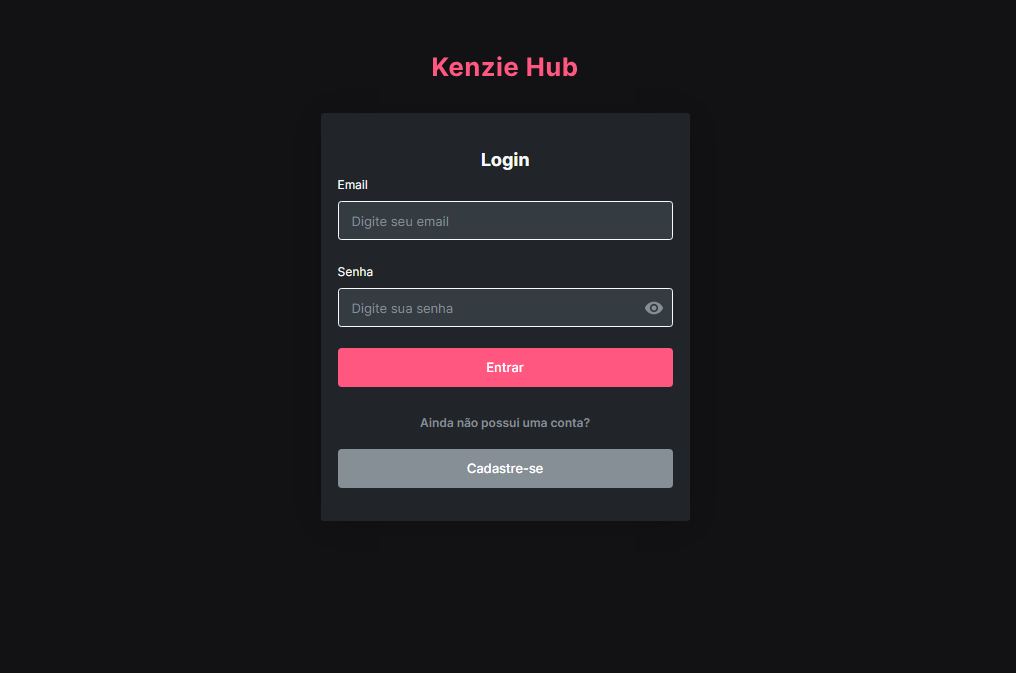 Kenzie Hub
Login
Email
Digite seu email
Senha
Digite sua senha
Entrar
Ainda não possui uma conta?
Cadastre-se